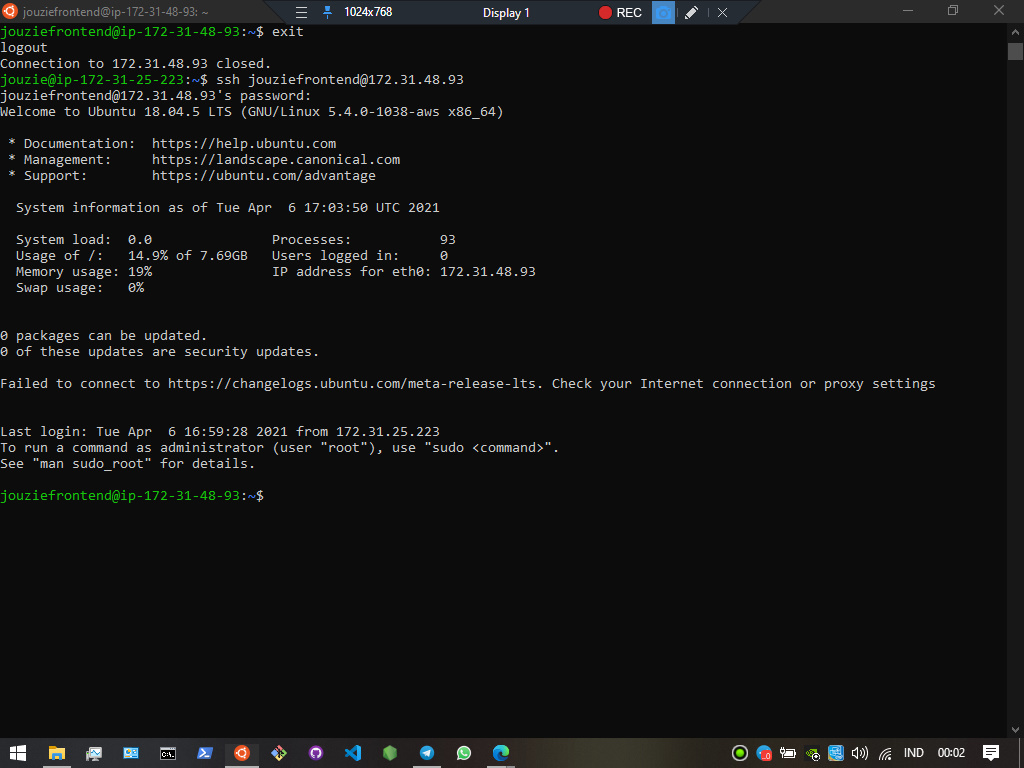 jouziefrontend@ip-172-31-48-93: ~
1024x768 Display 1 REC
jouziefrontend@ip-172-31-48-93:~$ exit
logout
Connection to 172.31.48.93 closed.
jouzie@ip-172-31-25-223:~$ ssh jouziefrontend@172.31.48.93
jouziefrontend@172.31.48.93's password:
Welcome to Ubuntu 18.04.5 LTS (GNU/Linux 5.4.0-1038-aws x86_64)
* Documentation:  https://help.ubuntu.com
* Management:     https://landscape.canonical.com
* Support:        https://ubuntu.com/advantage
System information as of Tue Apr  6 17:03:50 UTC 2021
System load:  0.0               Processes:           93
Usage of /:   14.9% of 7.69GB   Users logged in:     0
Memory usage: 19%               IP address for eth0: 172.31.48.93
Swap usage:   0%
0 packages can be updated.
0 of these updates are security updates.
Failed to connect to https://changelogs.ubuntu.com/meta-release-lts. Check your Internet connection or proxy settings
Last login: Tue Apr  6 16:59:28 2021 from 172.31.25.223
To run a command as administrator (user "root"), use "sudo <command>".
See "man sudo_root" for details.
jouziefrontend@ip-172-31-48-93:~$
IND 00:02